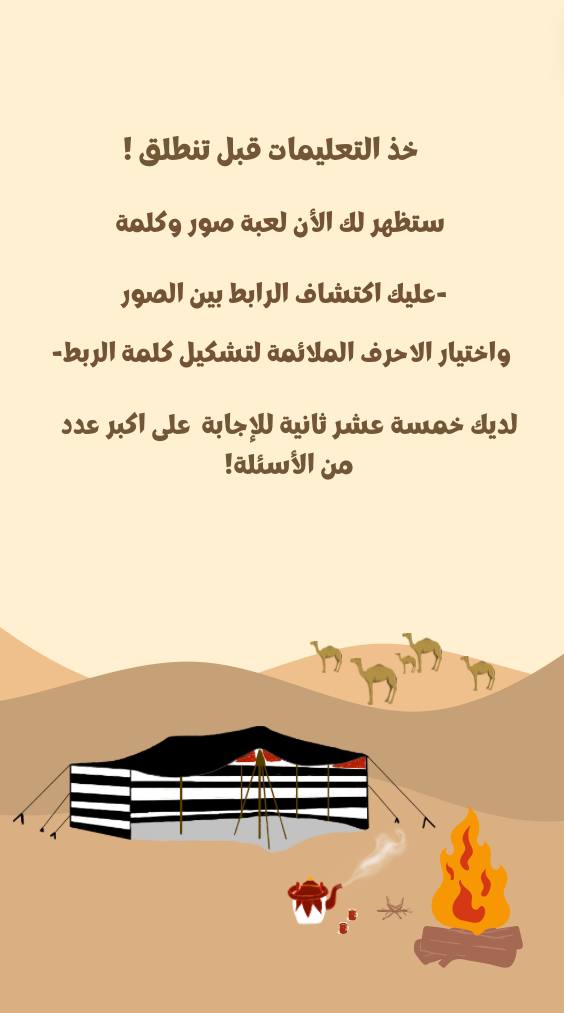 خذ التعليمات قبل تنطلق !
ستظهر لك الأن لعبة صور وكلمة
-عليك اكتشاف الرابط بين الصور
واختيار الاحرف الملائمة لتشكيل كلمة الربط-
لديك خمسة عشر ثانية للإجابة على اكبر عدد
من الأسئلة!